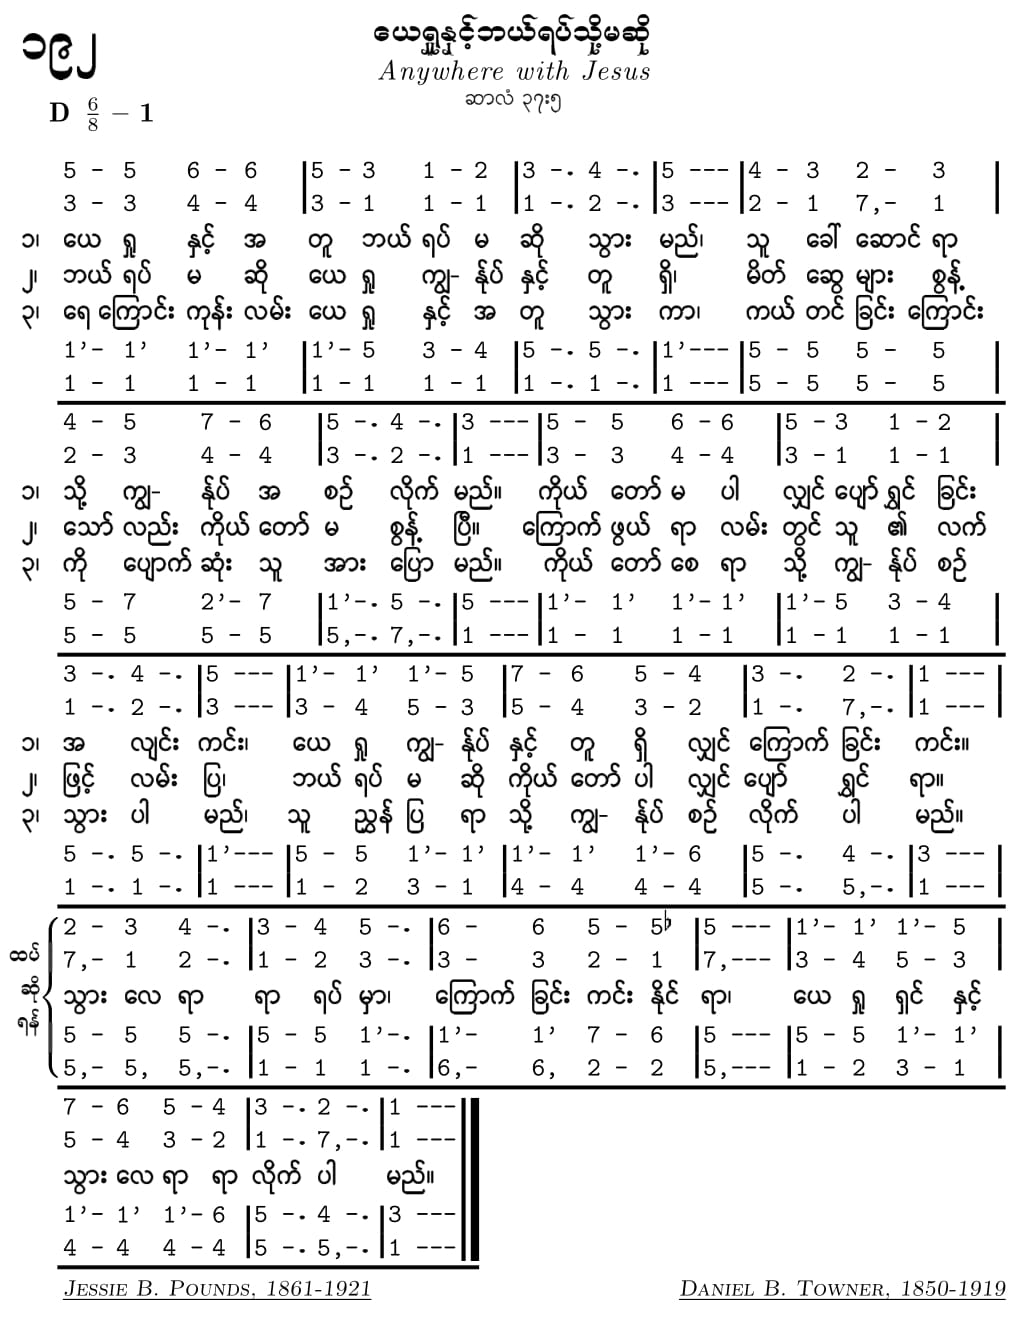 ၁၉၂
ယေရှုနှင့်ဘယ်ရပ်သို့မဆို
Anywhere with Jesus
ဆာလံ ၃၇း၅
D 6/8 – 1
5 – 5 6 – 6 |5 – 3 1 – 2 |3 –. 4 –. |5 ––– |4 – 3 2 – 3 |
3 – 3 4 – 4 |3 – 1 1 – 1 |1 –. 2 –. |3 ––– |2 – 1 7,– 1 |
၁၊ ယေ ရှု နှင့် အ တူ ဘယ် ရပ် မ ဆို သွား မည်၊ သူ ခေါ် ဆောင် ရာ
၂၊ ဘယ် ရပ် မ ဆို ယေ ရှု ကျွ– န်ုပ် နှင့် တူ ရှိ၊ မိတ် ဆွေ များ စွန့်
၃၊ ရေ ကြောင်း ကုန်း လမ်း ယေ ရှု နှင့် အ တူ သွား ကာ၊ ကယ် တင် ခြင်း ကြောင်း
1’– 1’ 1’– 1’ |1’– 5 3 – 4 |5 –. 5 –. |1’––– |5 – 5 5 – 5 |
1 – 1 1 – 1 |1 – 1 1 – 1 |1 –. 1 –. |1 ––– |5 – 5 5 – 5 |
4 – 5 7 – 6 |5 –. 4 –. |3 ––– |5 – 5 6 – 6 |5 – 3 1 – 2 |
2 – 3 4 – 4 |3 –. 2 –. |1 ––– |3 – 3 4 – 4 |3 – 1 1 – 1 |
၁၊ သို့ ကျွ– န်ုပ် အ စဉ် လိုက် မည်။ ကိုယ် တော် မ ပါ လျှင် ပျော် ရွှင် ခြင်း
၂၊ သော် လည်း ကိုယ် တော် မ စွန့် ပြီ။ ကြောက် ဖွယ် ရာ လမ်း တွင် သူ ၏ လက်
၃၊ ကို ပျောက် ဆုံး သူ အား ပြော မည်။ ကိုယ် တော် စေ ရာ သို့ ကျွ– န်ုပ် စဉ်
5 – 7 2’– 7 |1’–. 5 –. |5 ––– |1’– 1’ 1’– 1’ |1’– 5 3 – 4 |
5 – 5 5 – 5 |5,–. 7,–. |1 ––– |1 – 1 1 – 1 |1 – 1 1 – 1 |
3 –. 4 –. |5 ––– |1’– 1’ 1’– 5 |7 – 6 5 – 4 |3 –. 2 –. |1 ––– |
1 –. 2 –. |3 ––– |3 – 4 5 – 3 |5 – 4 3 – 2 |1 –. 7,–. |1 ––– |
၁၊ အ လျင်း ကင်း၊ ယေ ရှု ကျွ– န်ုပ် နှင့် တူ ရှိ လျှင် ကြောက် ခြင်း ကင်း။
၂၊ ဖြင့် လမ်း ပြ၊ ဘယ် ရပ် မ ဆို ကိုယ် တော် ပါ လျှင် ပျော် ရွှင် ရာ။
၃၊ သွား ပါ မည်၊ သူ ညွှန် ပြ ရာ သို့ ကျွ– န်ုပ် စဉ် လိုက် ပါ မည်။
5 –. 5 –. |1’––– |5 – 5 1’– 1’ |1’– 1’ 1’– 6 |5 –. 4 –. |3 ––– |
1 –. 1 –. |1 ––– |1 – 2 3 – 1 |4 – 4 4 – 4 |5 –. 5,–. |1 ––– |
ထပ်ဆိုရန်
2 – 3 4 –. |3 – 4 5 –. |6 – 6 5 – 5♭ |5 ––– |1’– 1’ 1’– 5 |
7,– 1 2 –. |1 – 2 3 –. |3 – 3 2 – 1 |7,––– |3 – 4 5 – 3 |
သွား လေ ရာ ရာ ရပ် မှာ၊ ကြောက် ခြင်း ကင်း နိုင် ရာ၊ ယေ ရှု ရှင် နှင့်
5 – 5 5 –. |5 – 5 1’–. |1’– 1’ 7 – 6 |5 ––– |5 – 5 1’– 1’ |
5,– 5, 5,–. |1 – 1 1 –. |6,– 6, 2 – 2 |5,––– |1 – 2 3 – 1 |
7 – 6 5 – 4 |3 –. 2 –. |1 ––– |
5 – 4 3 – 2 |1 –. 7,–. |1 ––– |
သွား လေ ရာ ရာ လိုက် ပါ မည်။
1’– 1’ 1’– 6 |5 –. 4 –. |3 ––– |
4 – 4 4 – 4 |5 –. 5,–. |1 ––– |
Jessie B. Pounds, 1861-1921
Daniel B. Towner, 1850-1919